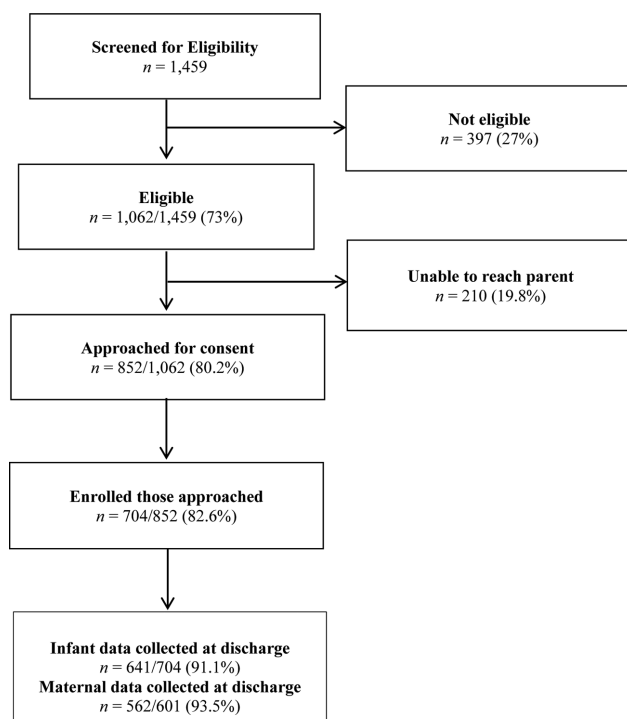 Screened for Eligibility
n = 1,459
Not eligible
n = 397 (27%)
Eligible
n = 1,062/1,459 (73%)
Unable to reach parent
n = 210 (19.8%)
Approached for consent
n = 852/1,062 (80.2%)
Enrolled those approached
n = 704/852 (82.6%)
Infant data collected at discharge
n = 641/704 (91.1%)
Maternal data collected at discharge
n = 562/601 (93.5%)